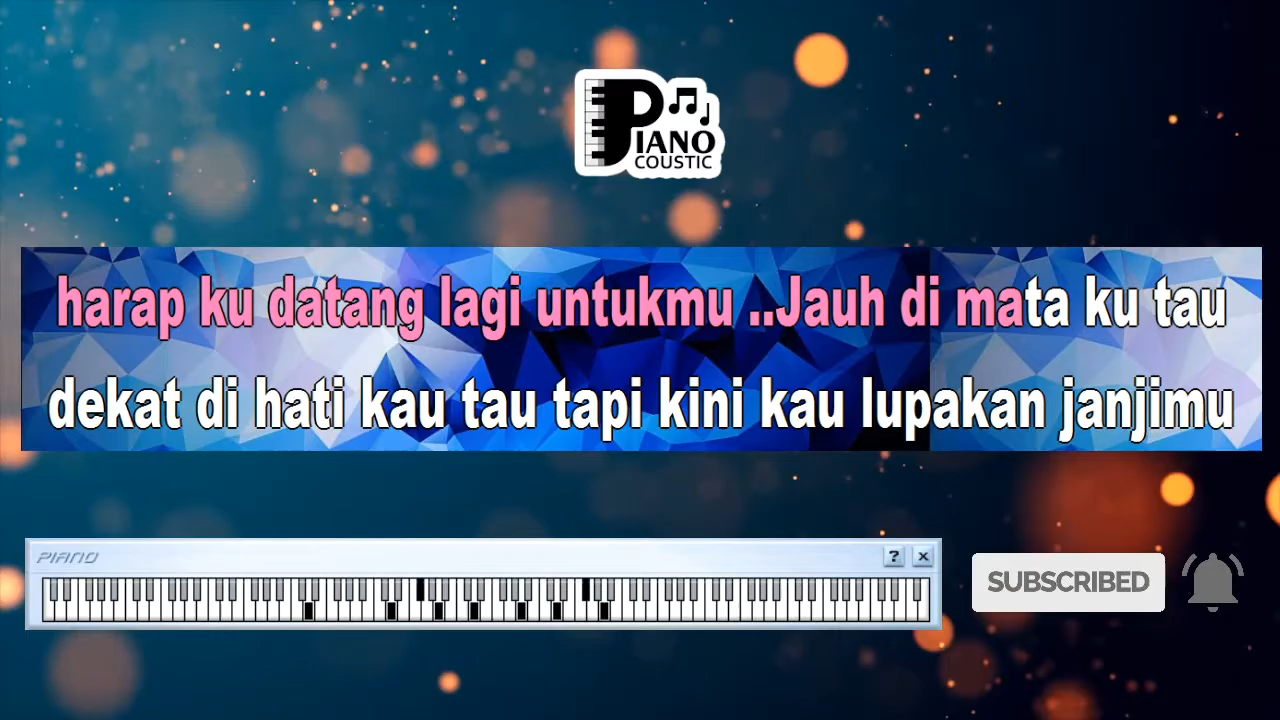 PIANO
COUSTIC
harap ku datang lagi untukmu ..Jauh di mata ku tau
dekat di hati kau tau tapi kini kau lupakan janjimu
PIANO
? ×
SUBSCRIBED